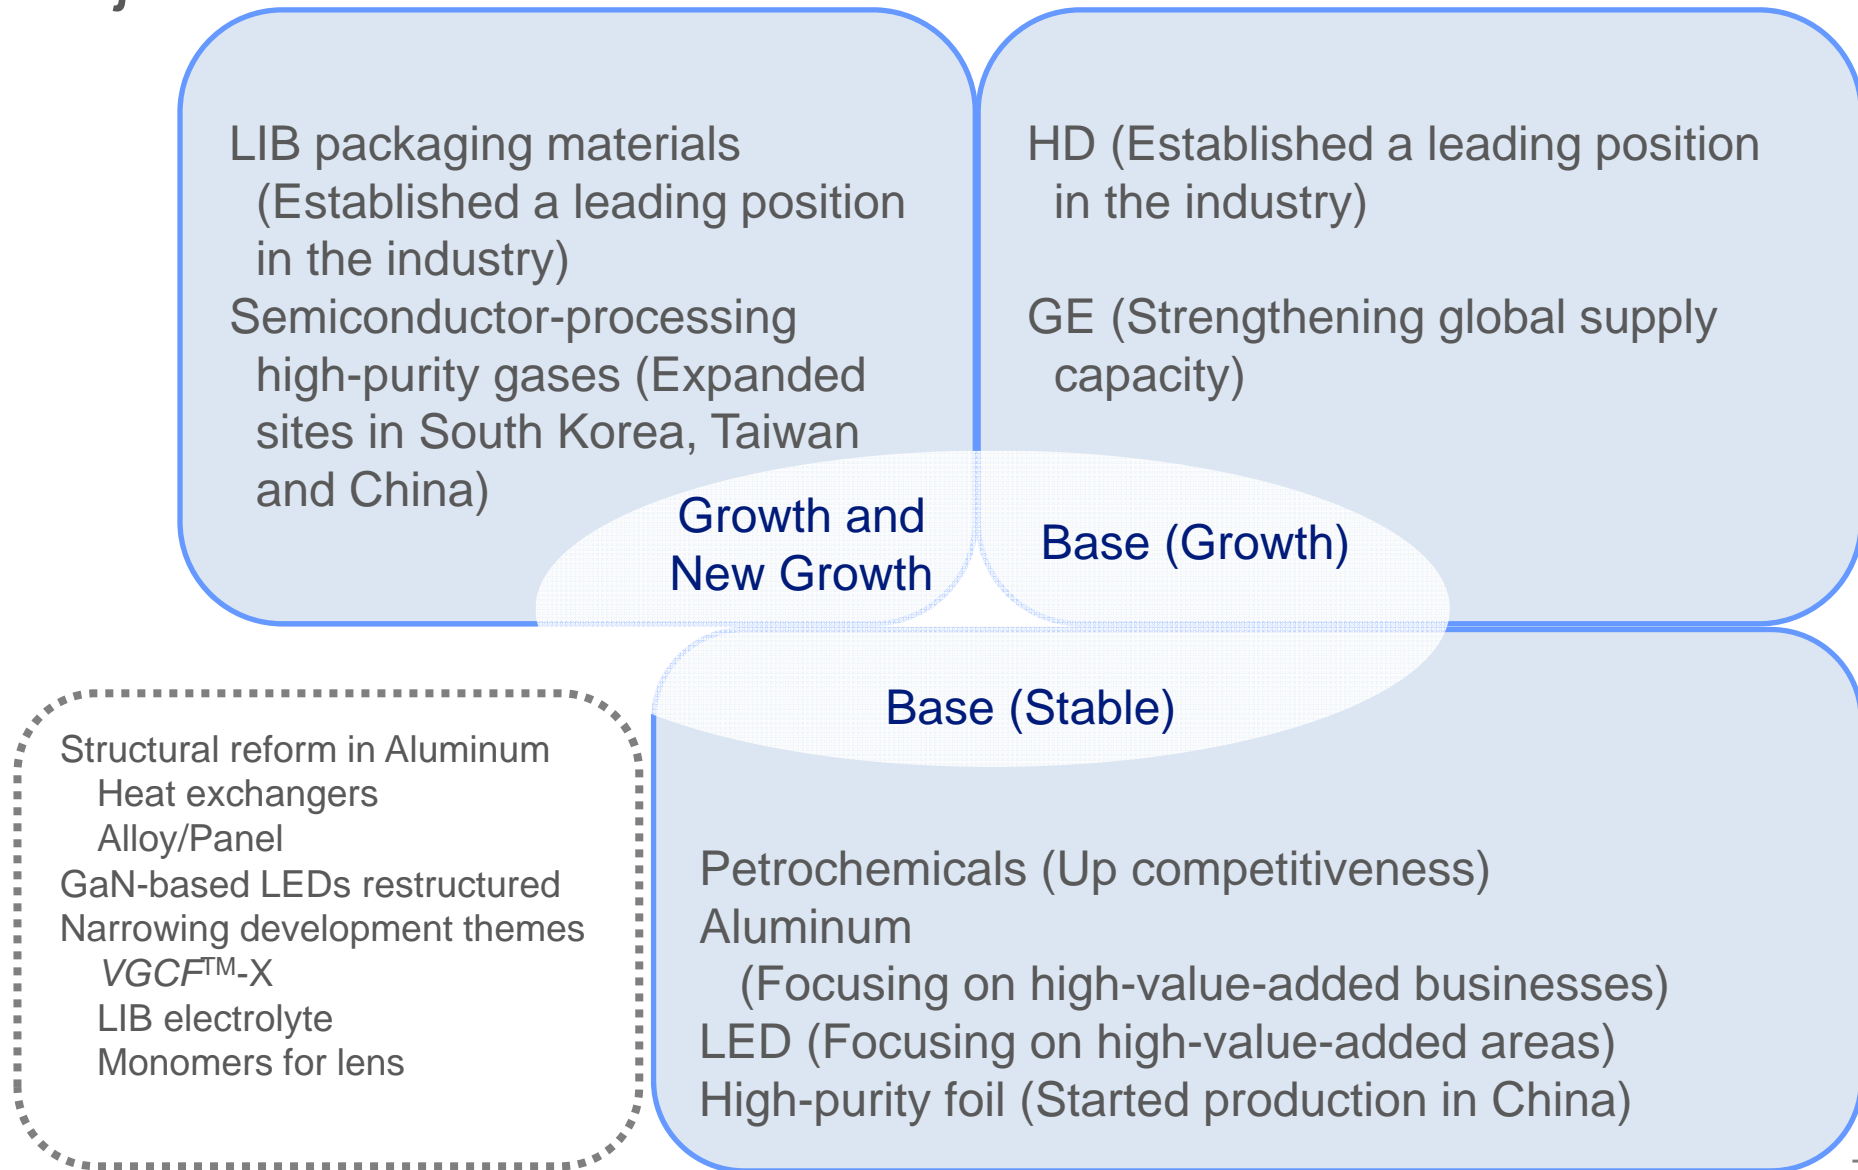 LIB packaging materials
(Established a leading position
in the industry)
Semiconductor-processing
high-purity gases (Expanded
sites in South Korea, Taiwan
and China)
HD (Established a leading position
in the industry)
GE (Strengthening global supply
capacity)
Growth and
New Growth
Base (Growth)
Base (Stable)
Structural reform in Aluminum
Heat exchangers
Alloy/Panel
GaN-based LEDs restructured
Narrowing development themes
VGCF™-X
LIB electrolyte
Monomers for lens
Petrochemicals (Up competitiveness)
Aluminum
(Focusing on high-value-added businesses)
LED (Focusing on high-value-added areas)
High-purity foil (Started production in China)